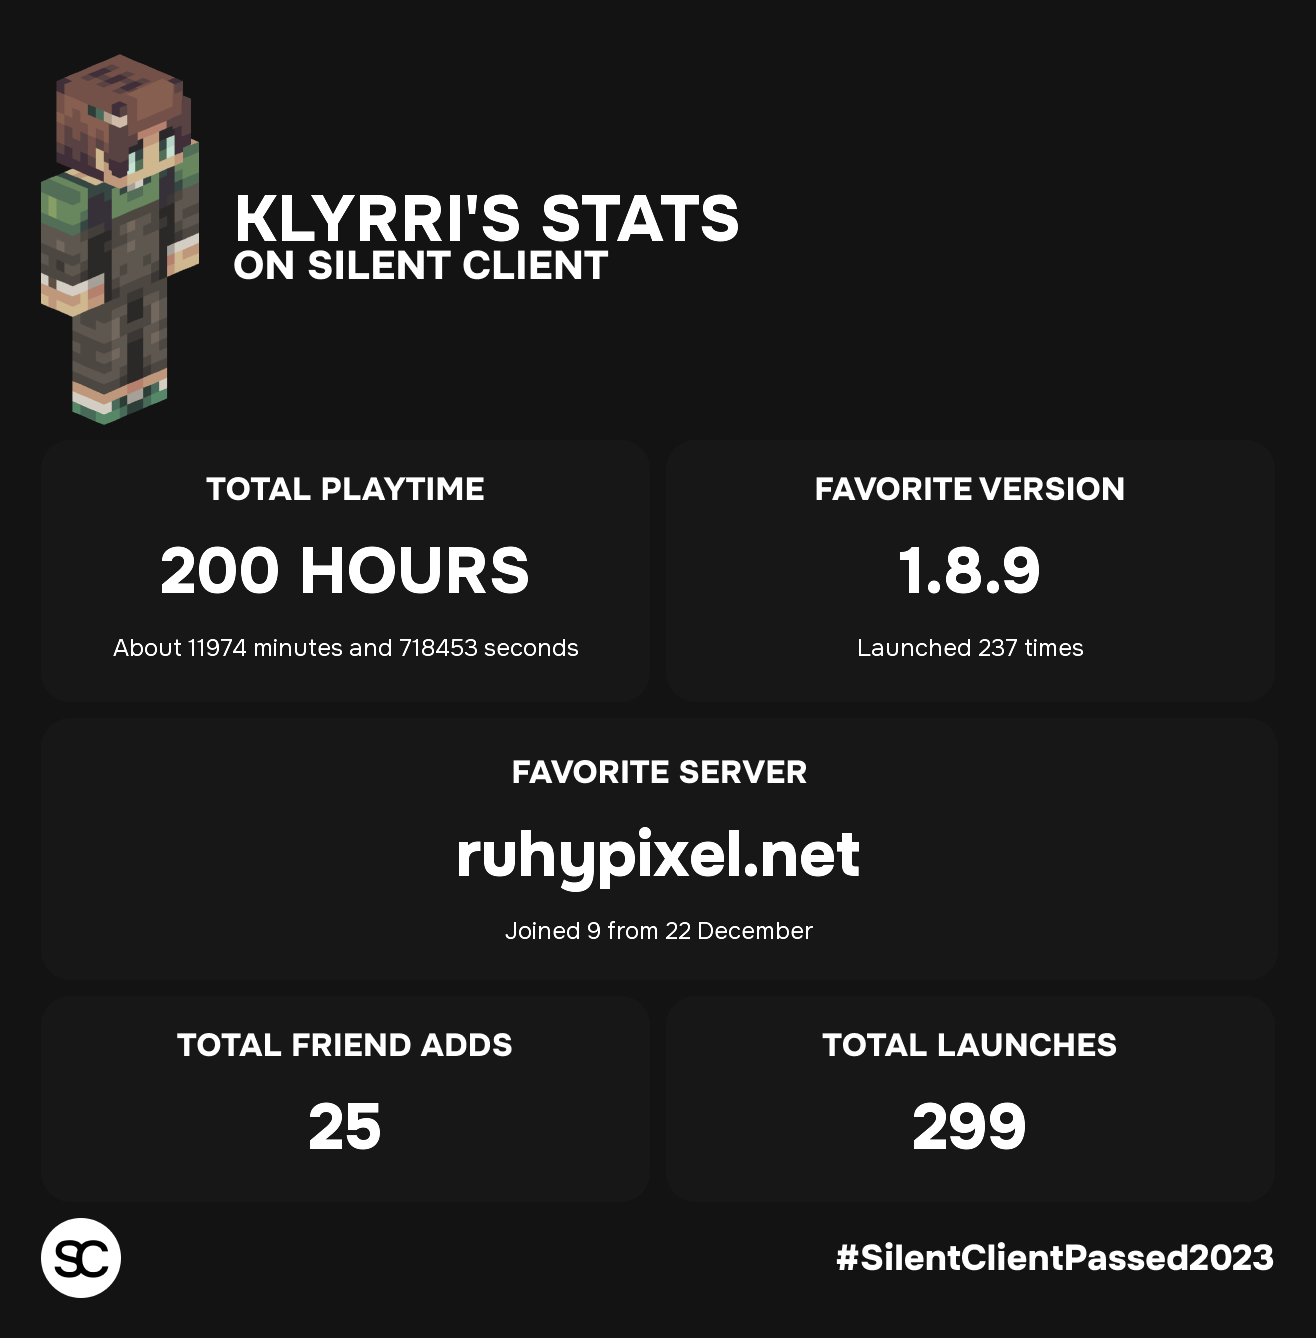 KLYRRI'S STATS
ON SILENT CLIENT
TOTAL PLAYTIME
200 HOURS
About 11974 minutes and 718453 seconds
FAVORITE VERSION
1.8.9
Launched 237 times
FAVORITE SERVER
ruhypixel.net
Joined 9 from 22 December
TOTAL FRIEND ADDS
25
TOTAL LAUNCHES
299
SC
#SilentClientPassed2023